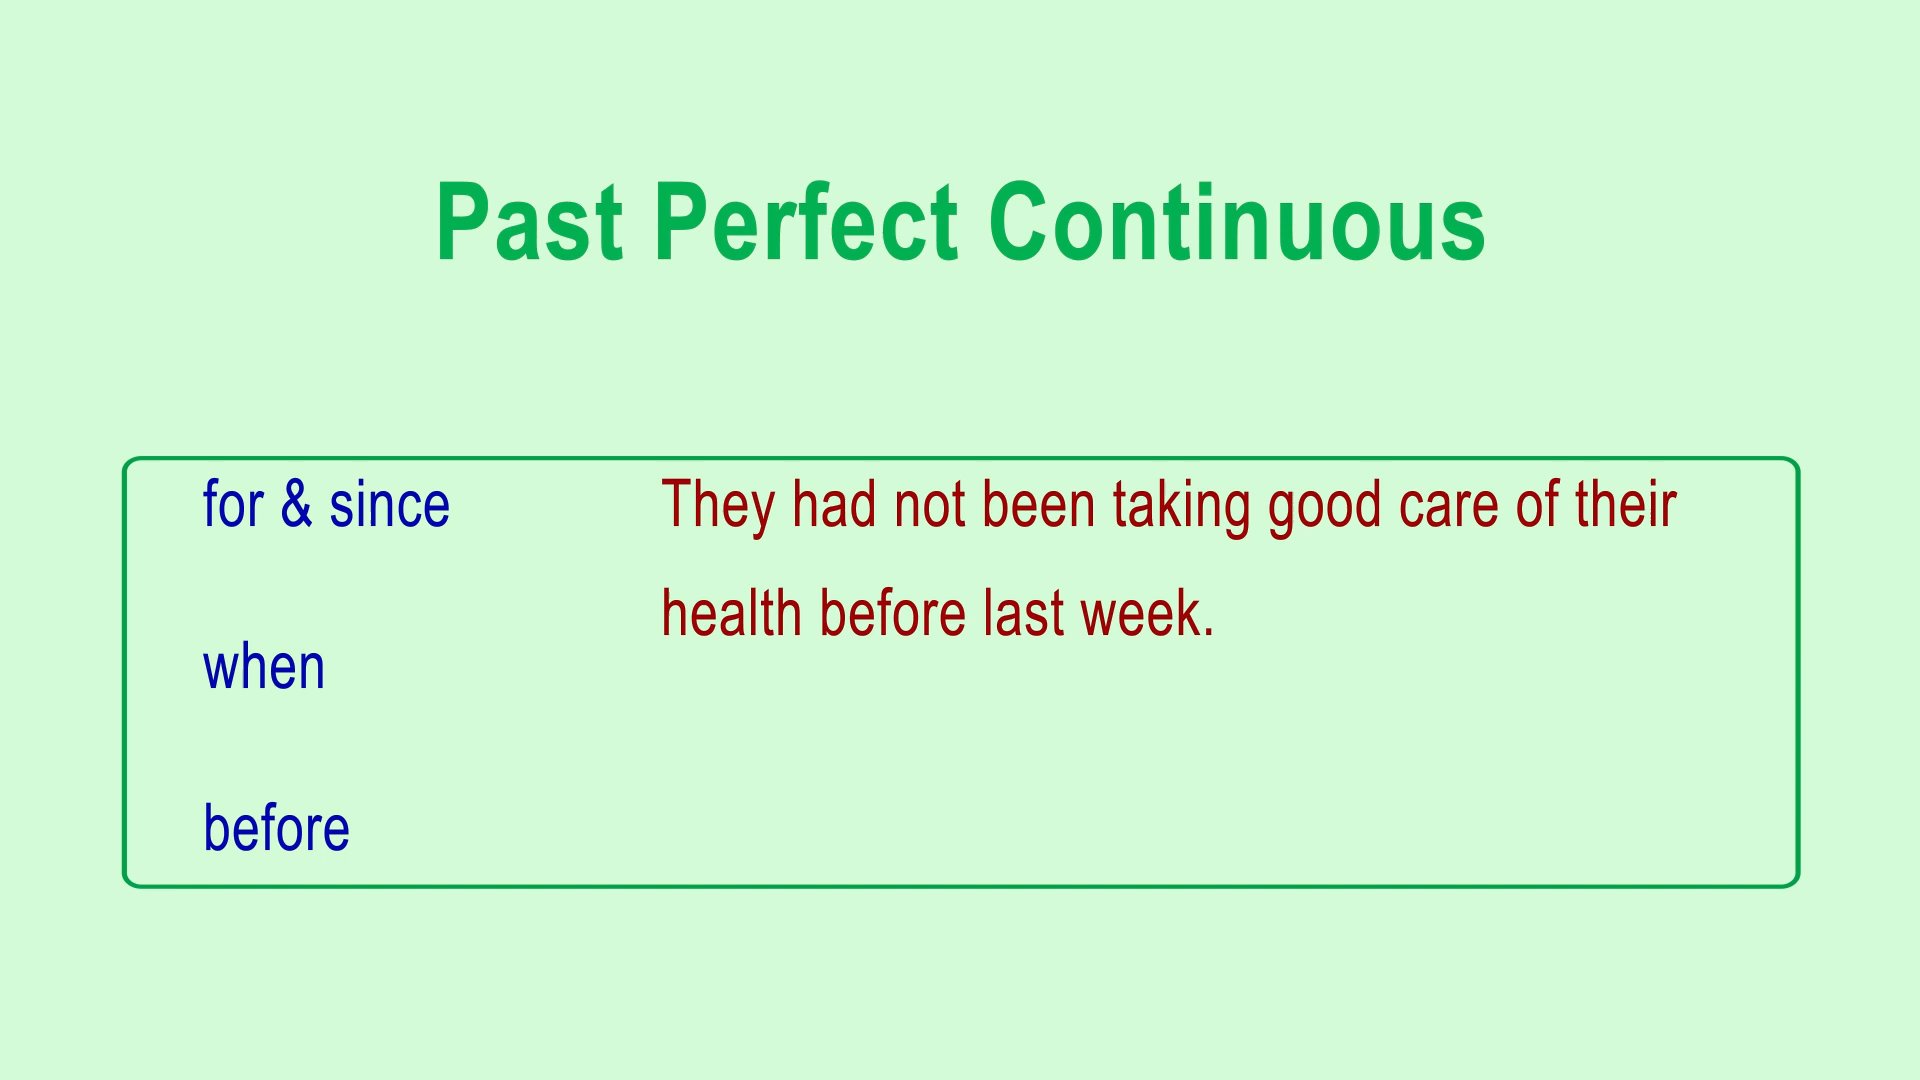 Past Perfect Continuous
for & since
when
before
They had not been taking good care of their
health before last week.